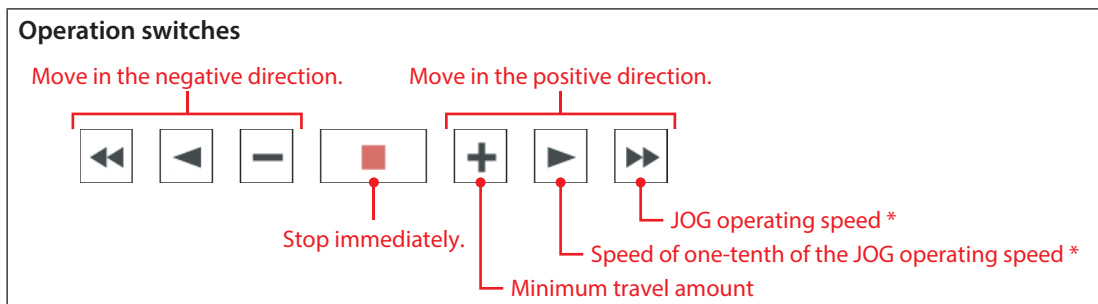 Operation switches
Move in the negative direction.
Move in the positive direction.
JOG operating speed *
Stop immediately.
Speed of one-tenth of the JOG operating speed *
Minimum travel amount